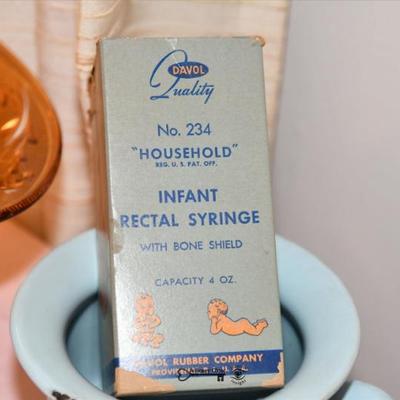 DAVOL
Quality
No. 234
"HOUSEHOLD"
REG. U. S. PAT. OFF.
INFANT
RECTAL SYRINGE
WITH BONE SHIELD
CAPACITY 4 OZ.
RUBBER COMPANY